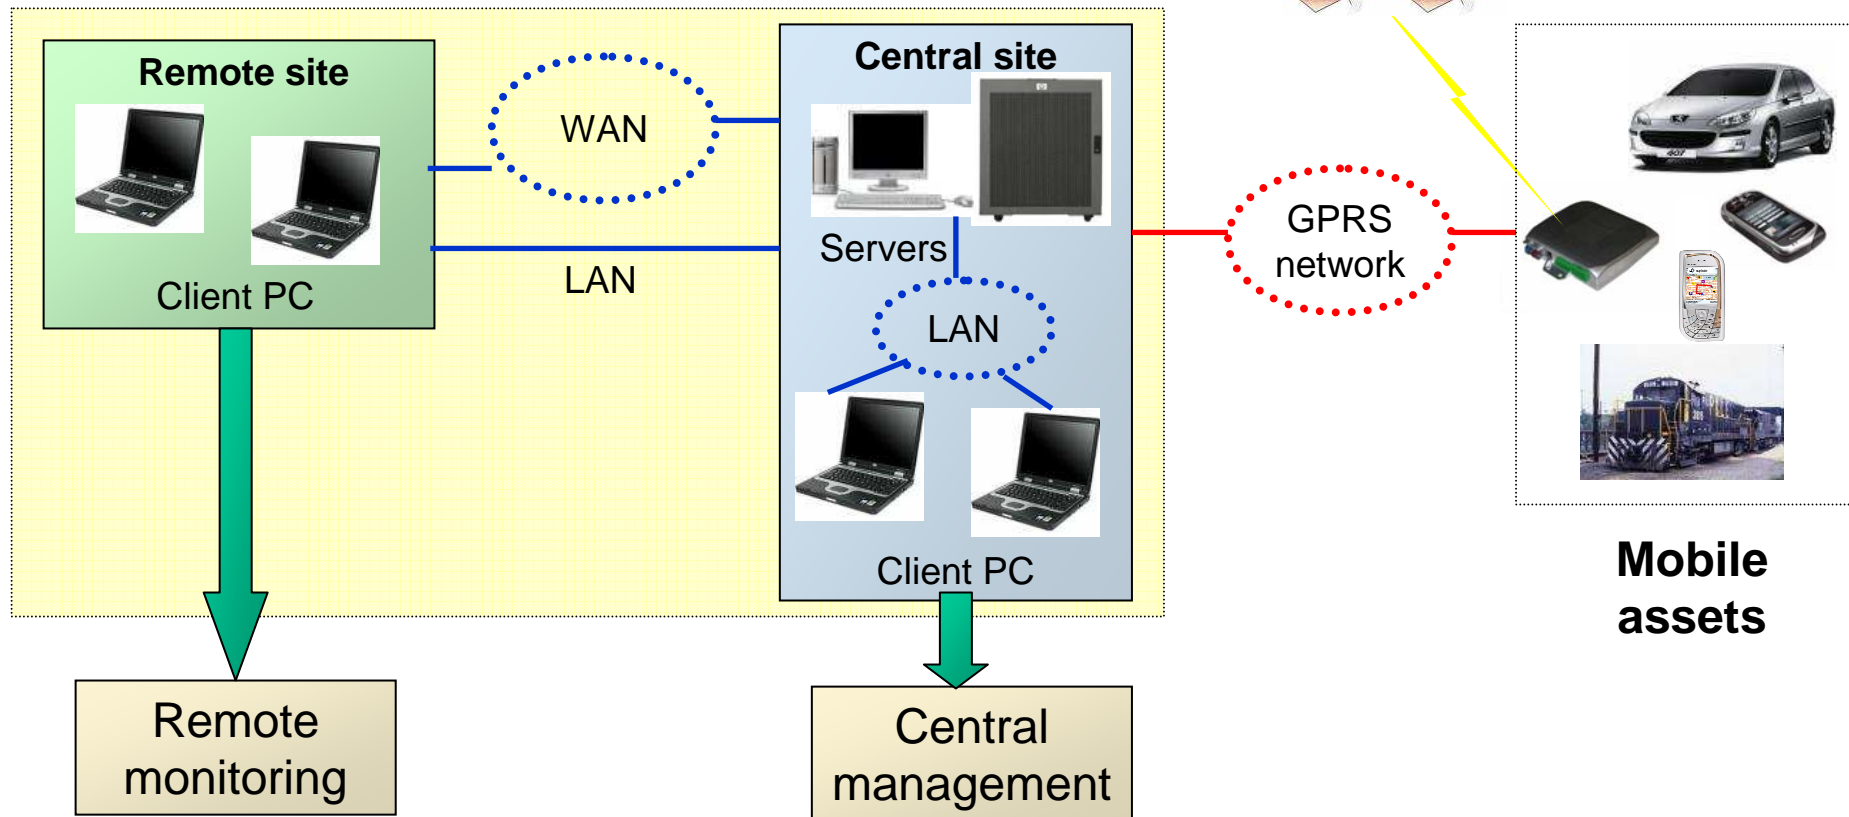 Remote site
Client PC
WAN
LAN
Central site
Servers
LAN
Client PC
GPRS
network
407
Mobile
assets
Remote
monitoring
Central
management